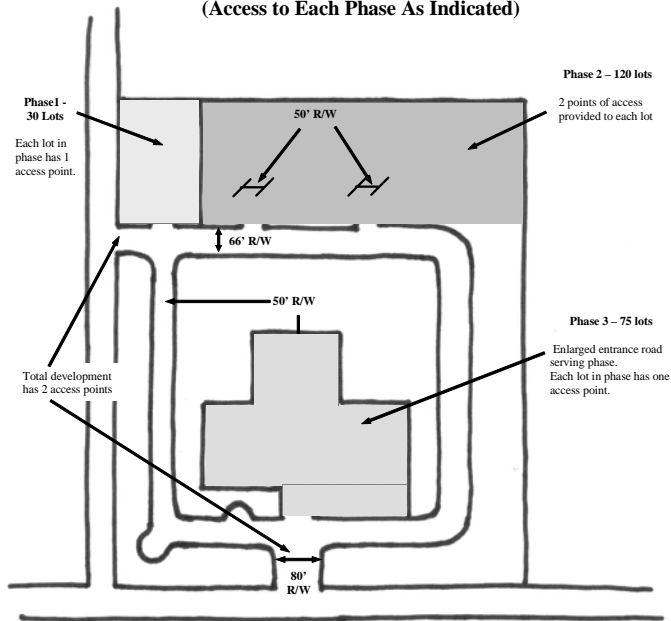 (Access to Each Phase As Indicated)
Phase1 -
30 Lots
Each lot in
phase has 1
access point.
50' R/W
Phase 2 – 120 lots
2 points of access
provided to each lot
66' R/W
50' R/W
Phase 3 – 75 lots
Enlarged entrance road
serving phase.
Each lot in phase has one
access point.
Total development
has 2 access points
80'
R/W